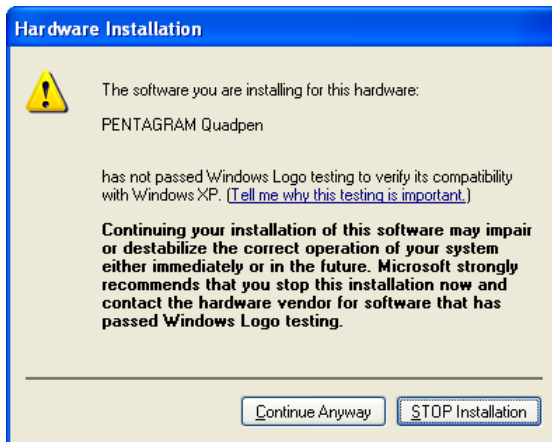 Hardware Installation
The software you are installing for this hardware:
PENTAGRAM Quadpen
has not passed Windows Logo testing to verify its compatibility
with Windows XP. (Tell me why this testing is important.)
Continuing your installation of this software may impair
or destabilize the correct operation of your system
either immediately or in the future. Microsoft strongly
recommends that you stop this installation now and
contact the hardware vendor for software that has
passed Windows Logo testing.
Continue Anyway
STOP Installation